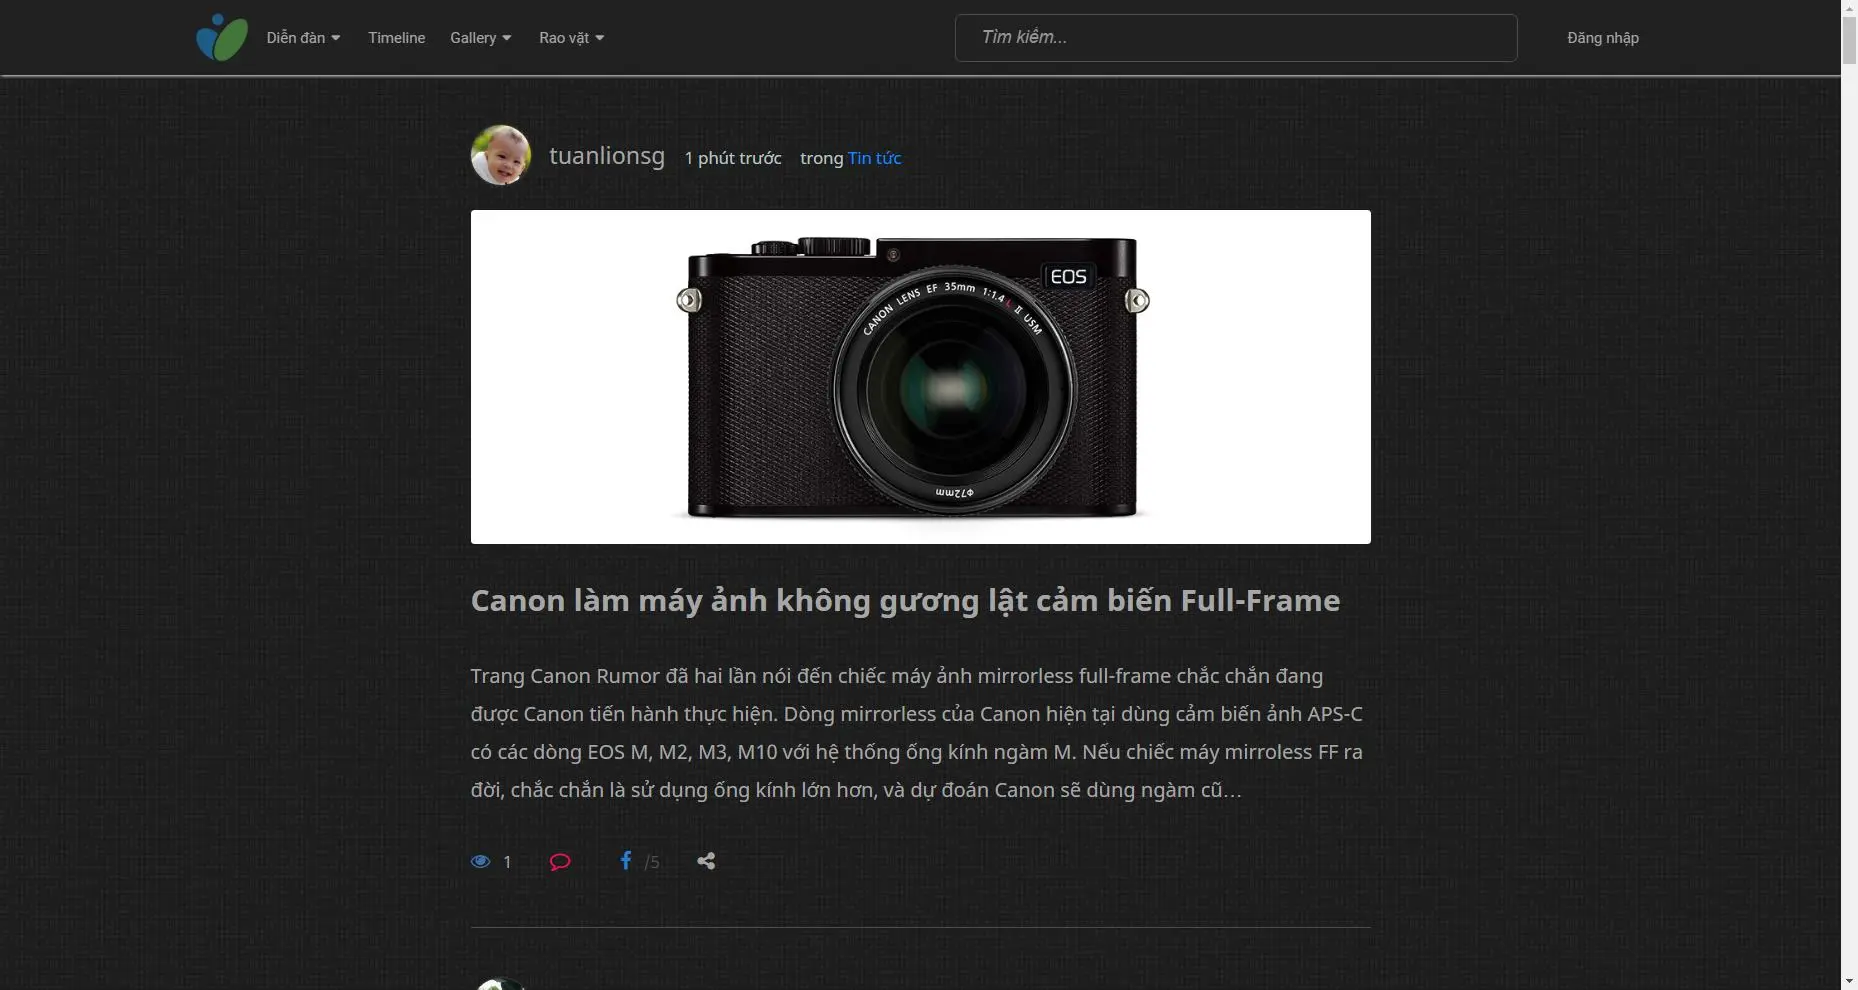 Diễn đàn
Timeline
Gallery
Rao vặt
Tìm kiếm...
Đăng nhập
tuanlionsg 1 phút trước trong Tin tức
EOS
CANON LENS EF 35mm 1:1.4 L II USM
φ72mm
Canon làm máy ảnh không gương lật cảm biến Full-Frame
Trang Canon Rumor đã hai lần nói đến chiếc máy ảnh mirrorless full-frame chắc chắn đang
được Canon tiến hành thực hiện. Dòng mirrorless của Canon hiện tại dùng cảm biến ảnh APS-C
có các dòng EOS M, M2, M3, M10 với hệ thống ống kính ngàm M. Nếu chiếc máy mirroless FF ra
đời, chắc chắn là sử dụng ống kính lớn hơn, và dự đoán Canon sẽ dùng ngàm cũ…
1
/5